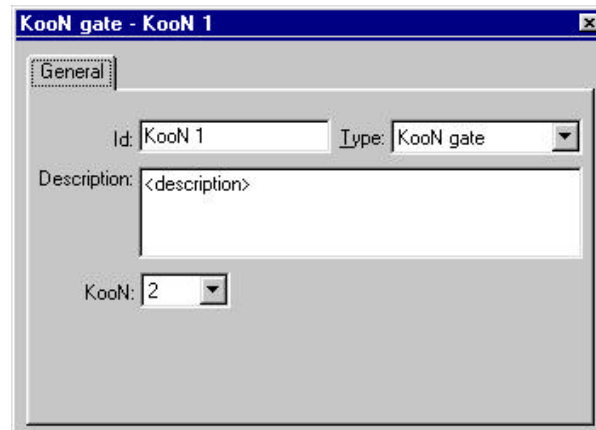 KooN gate - KooN 1
General
Id: KooN 1 Type: KooN gate
Description: <description>
KooN: 2